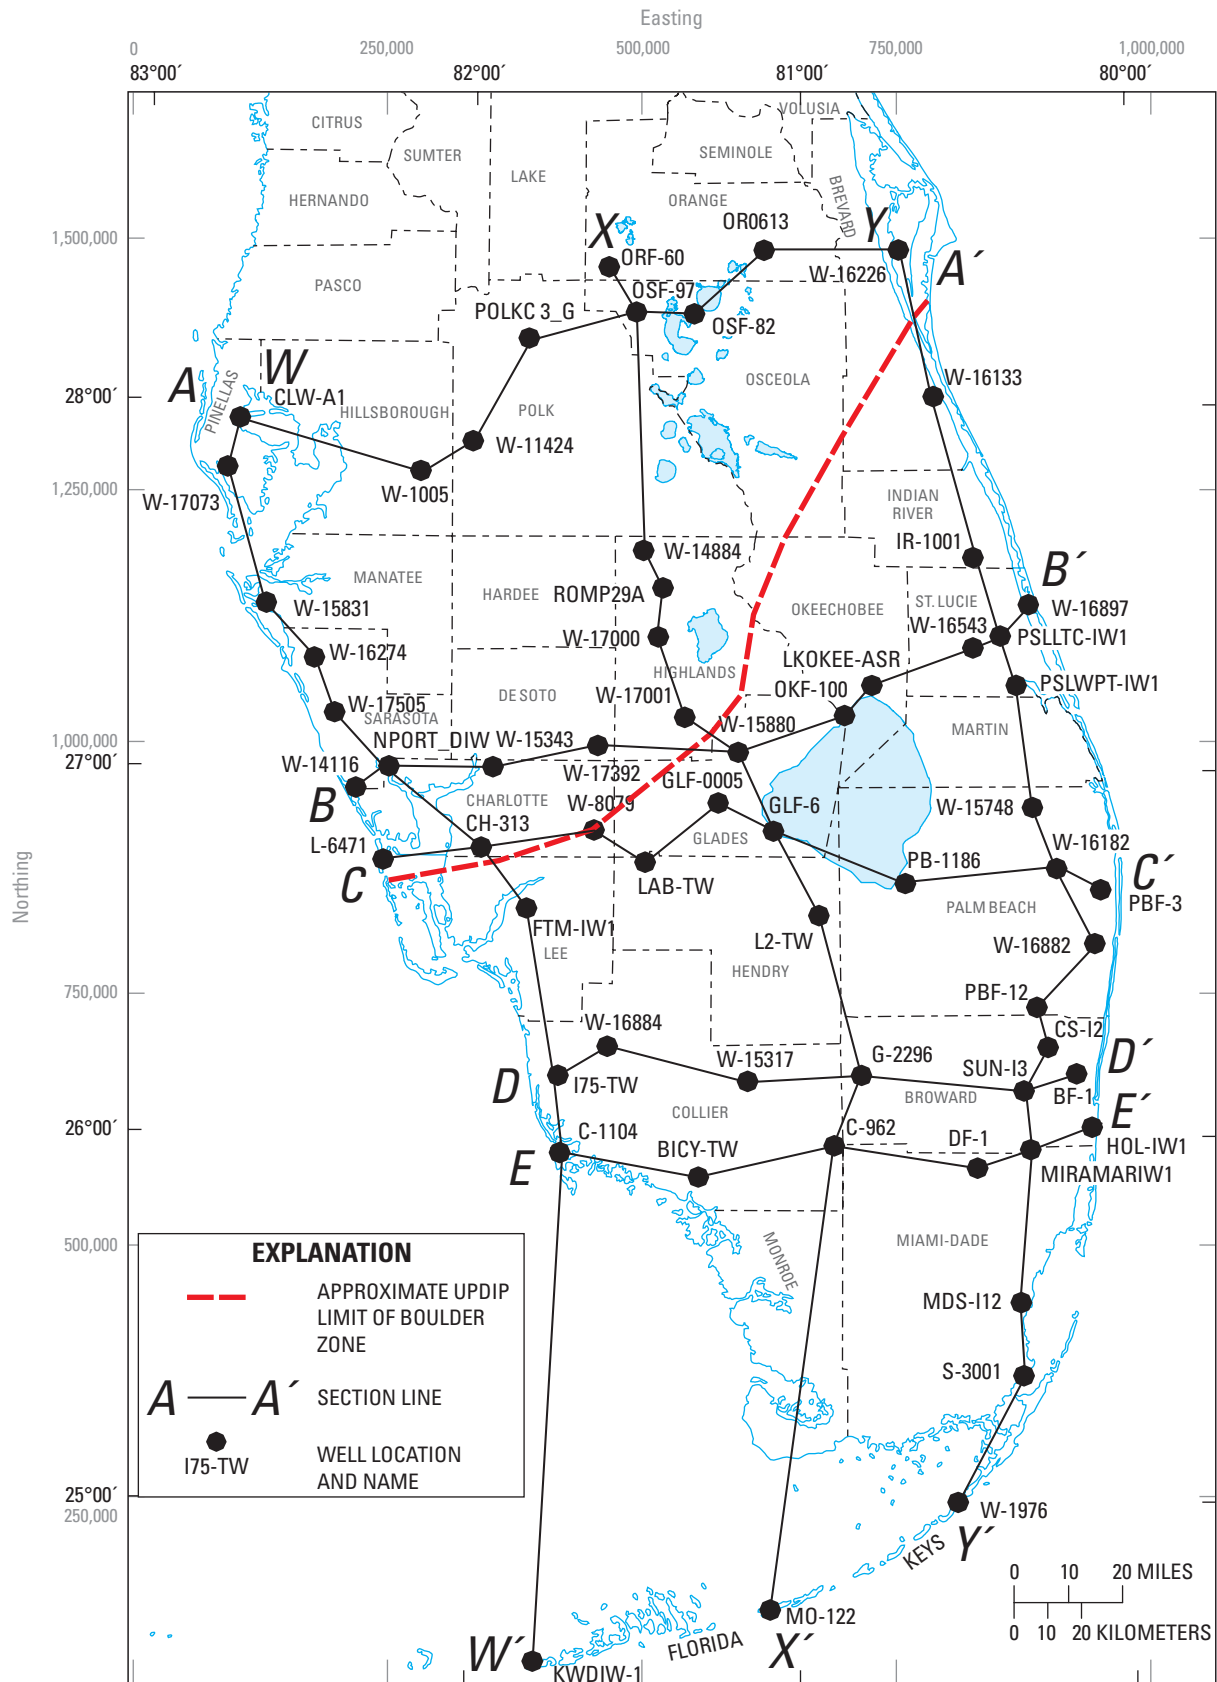 Easting
0
250,000
500,000
750,000
1,000,000
83°00´
82°00´
81°00´
80°00´
VOLUSIA
CITRUS
SUMTER
SEMINOLE
LAKE
HERNANDO
ORANGE
BREVARD
OR0613
Y
X
1,500,000
ORF-60
W-16226
PASCO
A´
OSF-97
POLKC 3_G
OSF-82
W
A
PINELLAS
OSCEOLA
W-16133
28°00´
CLW-A1
HILLSBOROUGH
POLK
W-11424
W-1005
1,250,000
W-17073
INDIAN
RIVER
IR-1001
W-14884
MANATEE
HARDEE
ROMP29A
B´
OKEECHOBEE
ST. LUCIE
W-15831
W-16897
W-16543
W-17000
PSLLTC-IW1
W-16274
HIGHLANDS
LKOKEE-ASR
DESOTO
OKF-100
PSLWPT-IW1
W-17001
W-17505
SARASOTA
W-15880
MARTIN
1,000,000
NPORT_DIW
W-15343
27°00´
W-14116
W-17392
GLF-0005
B
CHARLOTTE
W-8079
W-15748
CH-313
GLF-6
GLADES
L-6471
W-16182
PB-1186
C´
C
LAB-TW
PBF-3
Northing
PALM BEACH
FTM-IW1
L2-TW
W-16882
LEE
HENDRY
750,000
PBF-12
W-16884
CS-I2
W-15317
G-2296
SUN-I3
D´
D
I75-TW
BROWARD
BF-1
COLLIER
E´
26°00´
C-1104
C-962
DF-1
BICY-TW
HOL-IW1
E
MIRAMARIW1
500,000
MONROE
MIAMI-DADE
EXPLANATION
APPROXIMATE UPDIP
LIMIT OF BOULDER
ZONE
MDS-I12
S-3001
A
A´
SECTION LINE
I75-TW
WELL LOCATION
AND NAME
25°00´
250,000
W-1976
Y´
KEYS
0
10
20 MILES
MO-122
0
10
20 KILOMETERS
FLORIDA
X´
W´
KWDIW-1